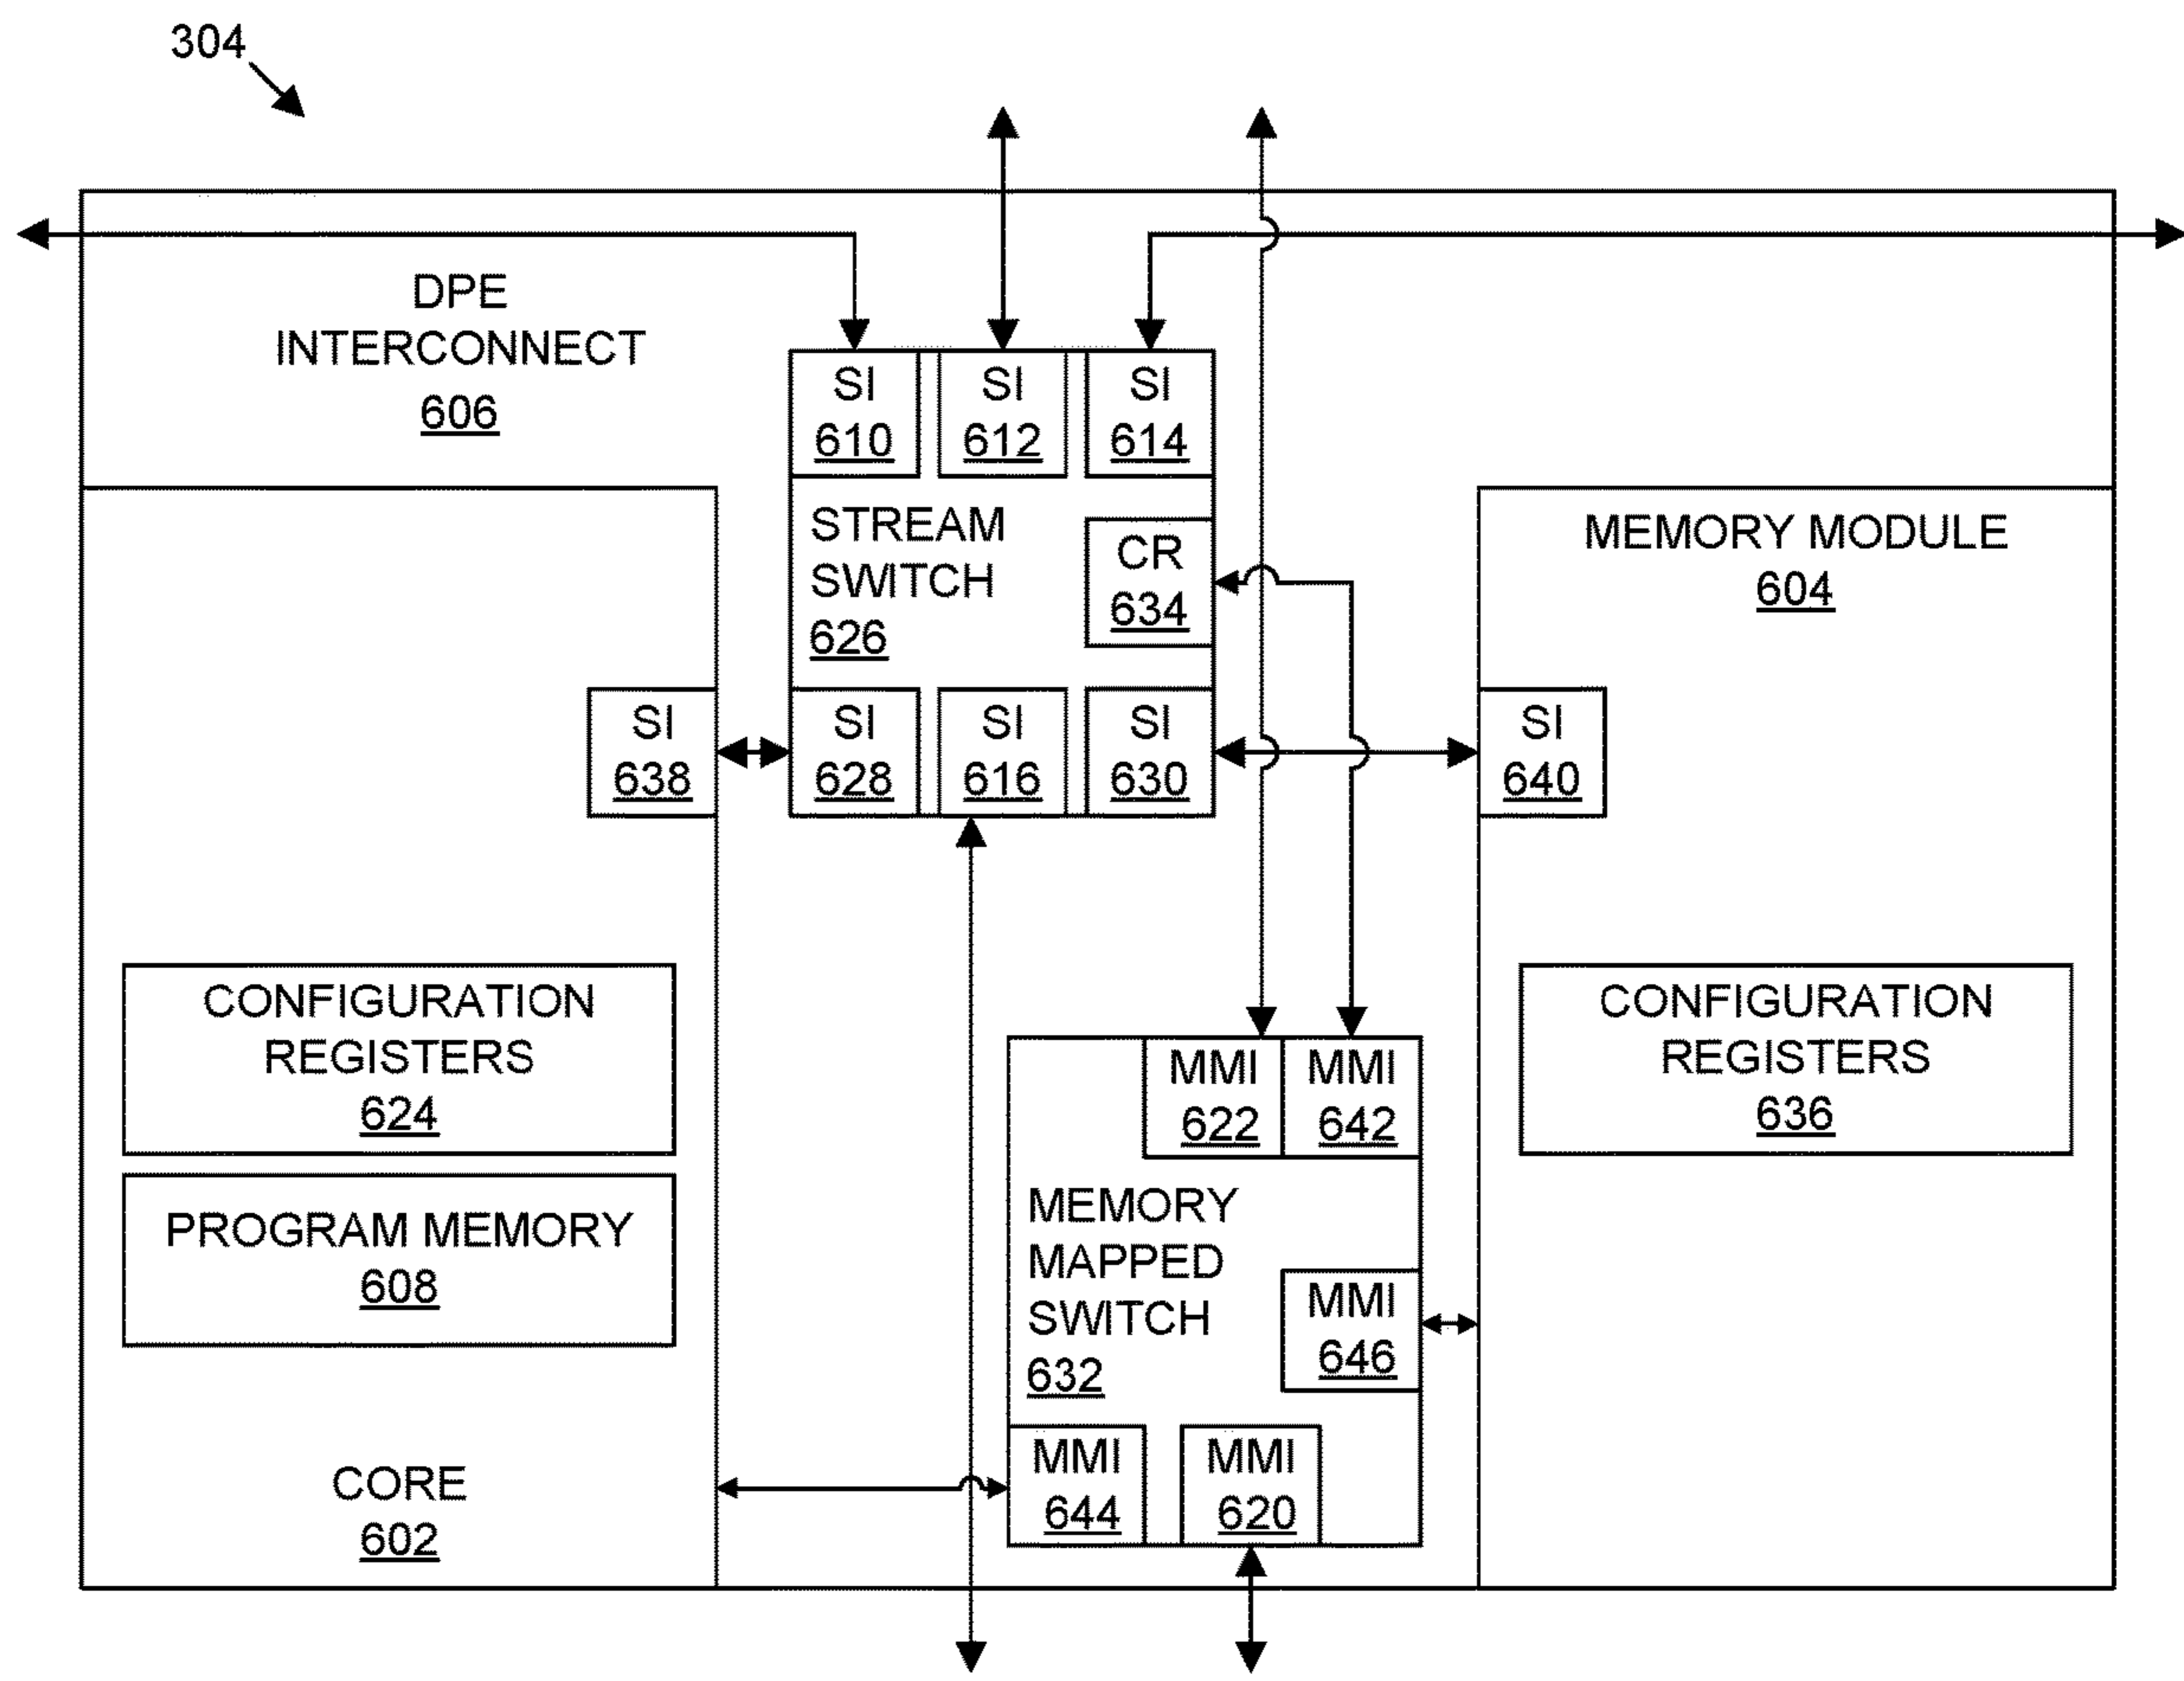 304
DPE
INTERCONNECT
606
SI
610
SI
612
SI
614
STREAM
SWITCH
626
CR
634
MEMORY MODULE
604
SI
638
SI
628
SI
616
SI
630
SI
640
CONFIGURATION
REGISTERS
624
PROGRAM MEMORY
608
CORE
602
MMI
622
MMI
642
MEMORY
MAPPED
SWITCH
632
MMI
646
MMI
644
MMI
620
CONFIGURATION
REGISTERS
636